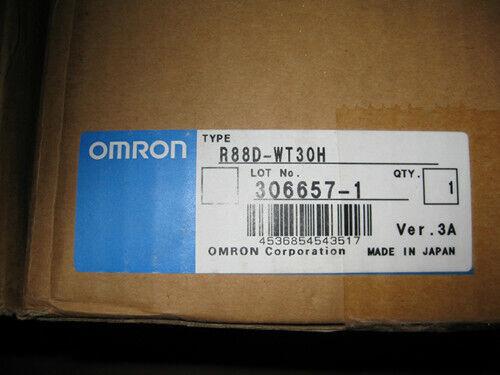 OMRON
TYPE
R88D-WT30H
LOT No.
QTY.
306657-1
1
Ver.3A
4536854543517
OMRON Corporation
MADE IN JAPAN